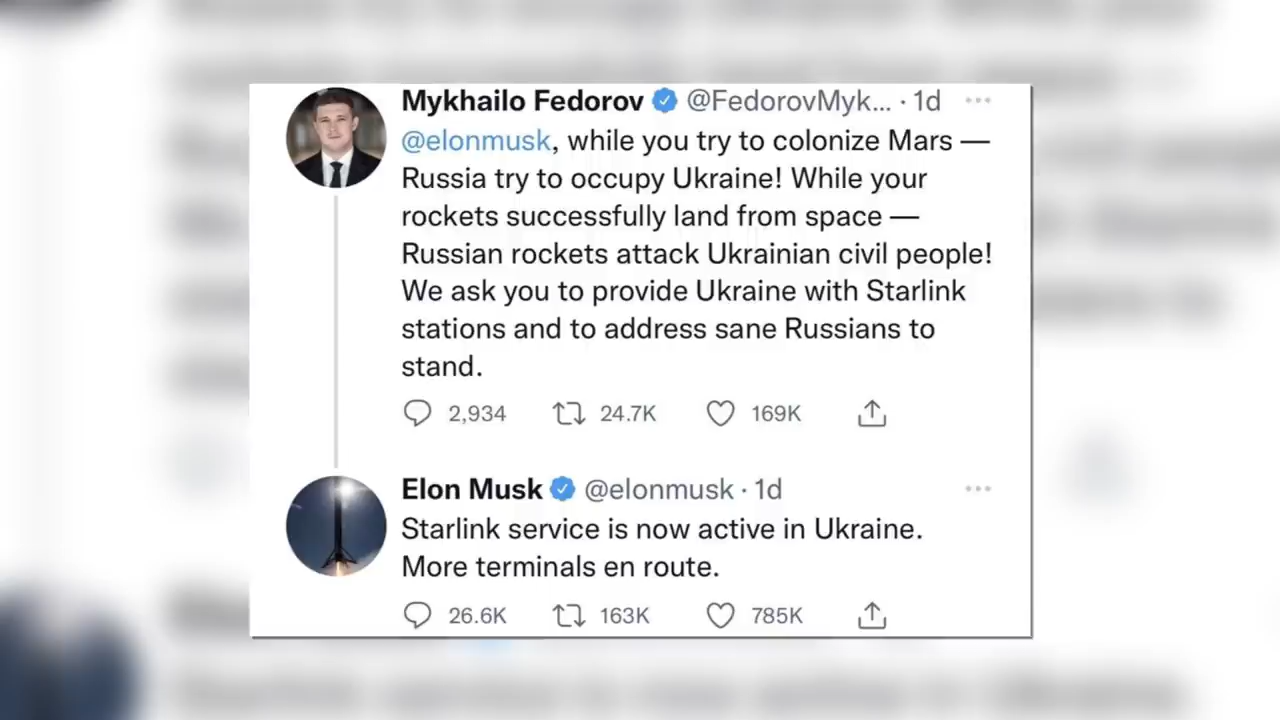 Mykhailo Fedorov @FedorovMyk... · 1d
@elonmusk, while you try to colonize Mars —
Russia try to occupy Ukraine! While your
rockets successfully land from space —
Russian rockets attack Ukrainian civil people!
We ask you to provide Ukraine with Starlink
stations and to address sane Russians to
stand.
2,934 24.7K 169K
Elon Musk @elonmusk · 1d
Starlink service is now active in Ukraine.
More terminals en route.
26.6K 163K 785K